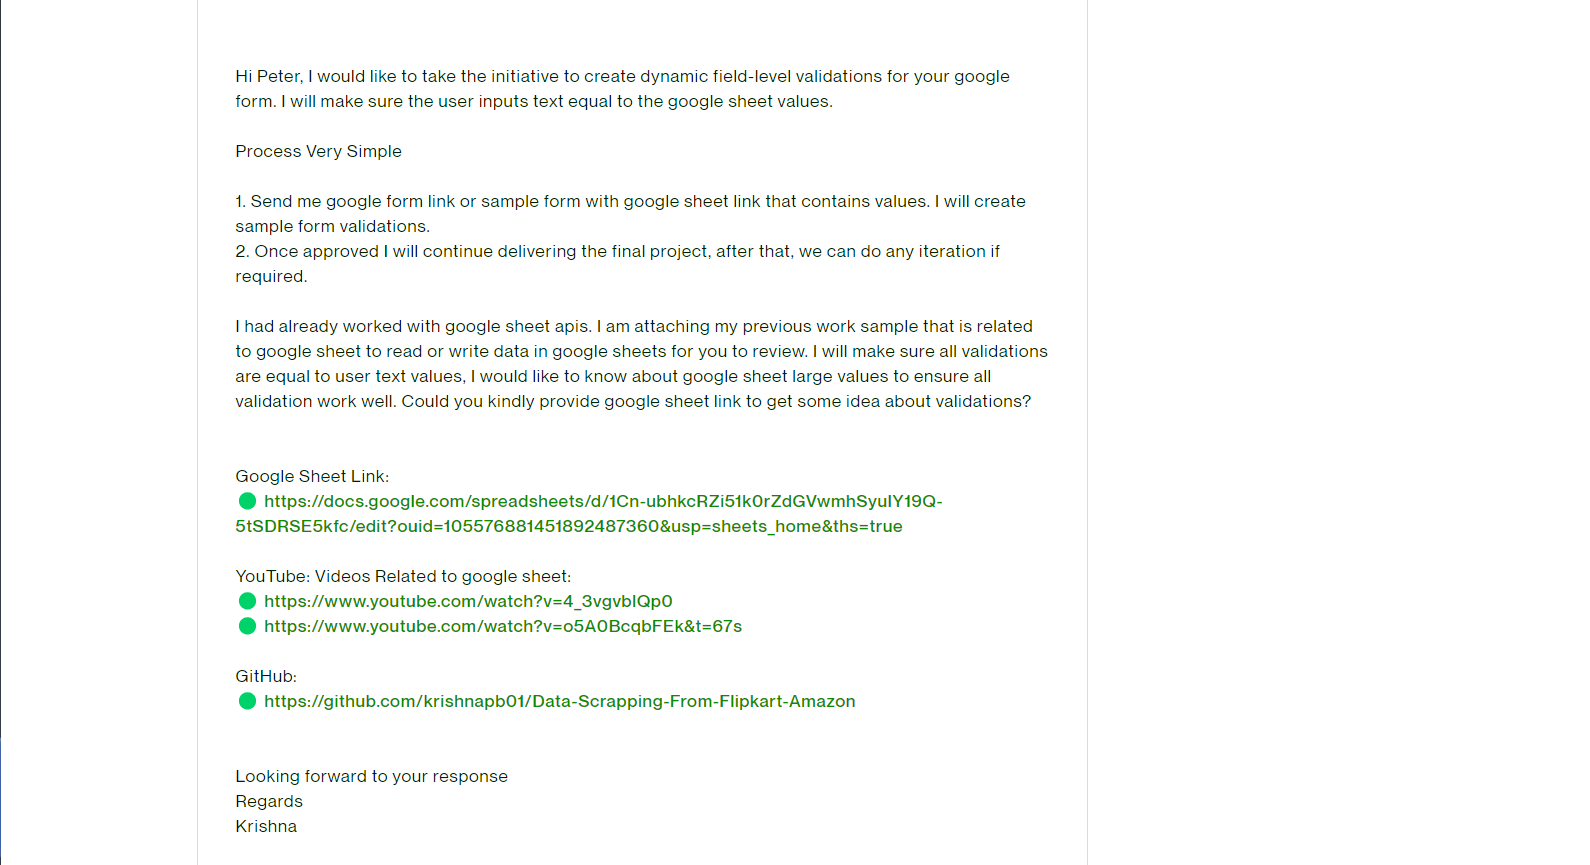 Hi Peter, I would like to take the initiative to create dynamic field-level validations for your google
form. I will make sure the user inputs text equal to the google sheet values.
Process Very Simple
1. Send me google form link or sample form with google sheet link that contains values. I will create
sample form validations.
2. Once approved I will continue delivering the final project, after that, we can do any iteration if
required.
I had already worked with google sheet apis. I am attaching my previous work sample that is related
to google sheet to read or write data in google sheets for you to review. I will make sure all validations
are equal to user text values, I would like to know about google sheet large values to ensure all
validation work well. Could you kindly provide google sheet link to get some idea about validations?
Google Sheet Link:
https://docs.google.com/spreadsheets/d/1Cn-ubhkcRZi51k0rZdGVwmhSyuIY19Q-
5tSDRSE5kfc/edit?ouid=105576881451892487360&usp=sheets_home&ths=true
YouTube: Videos Related to google sheet:
https://www.youtube.com/watch?v=4_3vgvbIQp0
https://www.youtube.com/watch?v=o5A0BcqbFEk&t=67s
GitHub:
https://github.com/krishnapb01/Data-Scrapping-From-Flipkart-Amazon
Looking forward to your response
Regards
Krishna